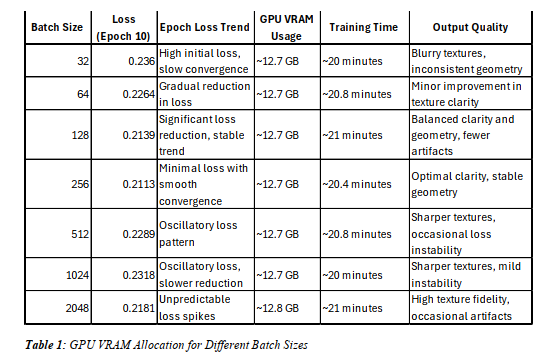 Batch Size | Loss (Epoch 10) | Epoch Loss Trend | GPU VRAM Usage | Training Time | Output Quality
32 | 0.236 | High initial loss, slow convergence | ~12.7 GB | ~20 minutes | Blurry textures, inconsistent geometry
64 | 0.2264 | Gradual reduction in loss | ~12.7 GB | ~20.8 minutes | Minor improvement in texture clarity
128 | 0.2139 | Significant loss reduction, stable trend | ~12.7 GB | ~21 minutes | Balanced clarity and geometry, fewer artifacts
256 | 0.2113 | Minimal loss with smooth convergence | ~12.7 GB | ~20.4 minutes | Optimal clarity, stable geometry
512 | 0.2289 | Oscillatory loss pattern | ~12.7 GB | ~20.8 minutes | Sharper textures, occasional loss instability
1024 | 0.2318 | Oscillatory loss, slower reduction | ~12.7 GB | ~20 minutes | Sharper textures, mild instability
2048 | 0.2181 | Unpredictable loss spikes | ~12.8 GB | ~21 minutes | High texture fidelity, occasional artifacts
Table 1: GPU VRAM Allocation for Different Batch Sizes